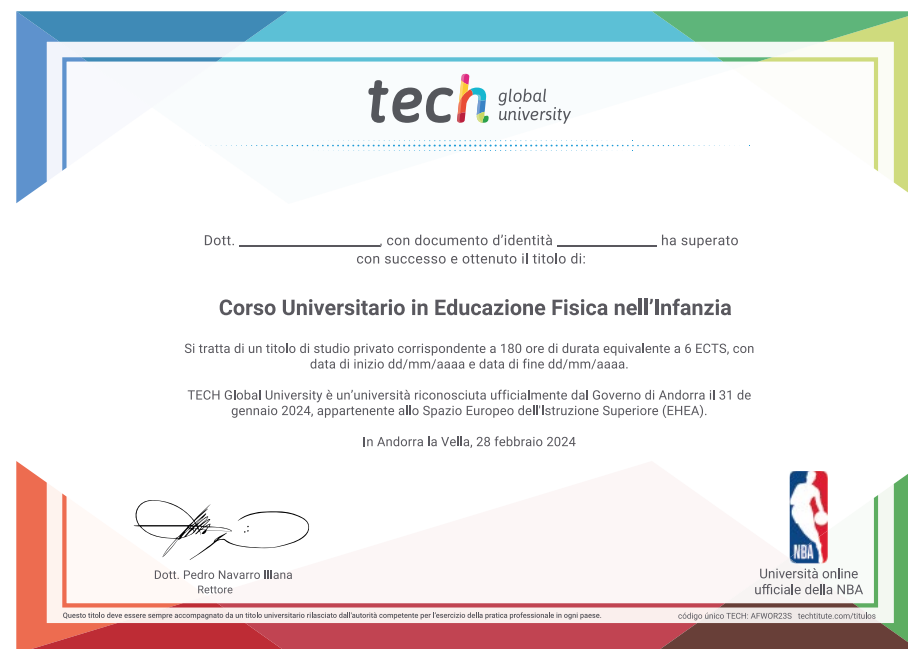 tech global university
Dott. ____________, con documento d'identità ____________ ha superato
con successo e ottenuto il titolo di:
Corso Universitario in Educazione Fisica nell'Infanzia
Si tratta di un titolo di studio privato corrispondente a 180 ore di durata equivalente a 6 ECTS, con
data di inizio dd/mm/aaaa e data di fine dd/mm/aaaa.
TECH Global University è un'università riconosciuta ufficialmente dal Governo di Andorra il 31 de
gennaio 2024, appartenente allo Spazio Europeo dell'Istruzione Superiore (EHEA).
In Andorra la Vella, 28 febbraio 2024
Dott. Pedro Navarro Illana
Rettore
NBA
Università online
ufficiale della NBA
Questo titolo deve essere sempre accompagnato da un titolo universitario rilasciato dall'autorità competente per l'esercizio della pratica professionale in ogni paese.
código único TECH: AFWOR23S techtitute.com/titulos